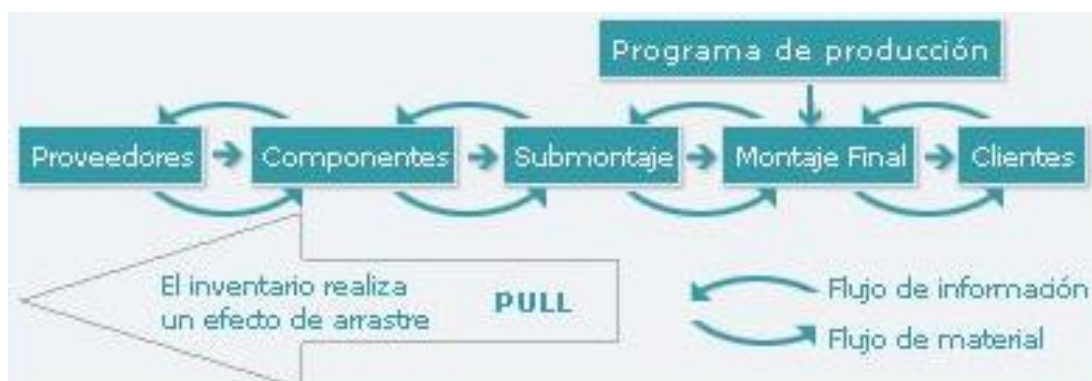 Programa de producción
Proveedores
Componentes
Submontaje
Montaje Final
Clientes
El inventario realiza
un efecto de arrastre
PULL
Flujo de información
Flujo de material